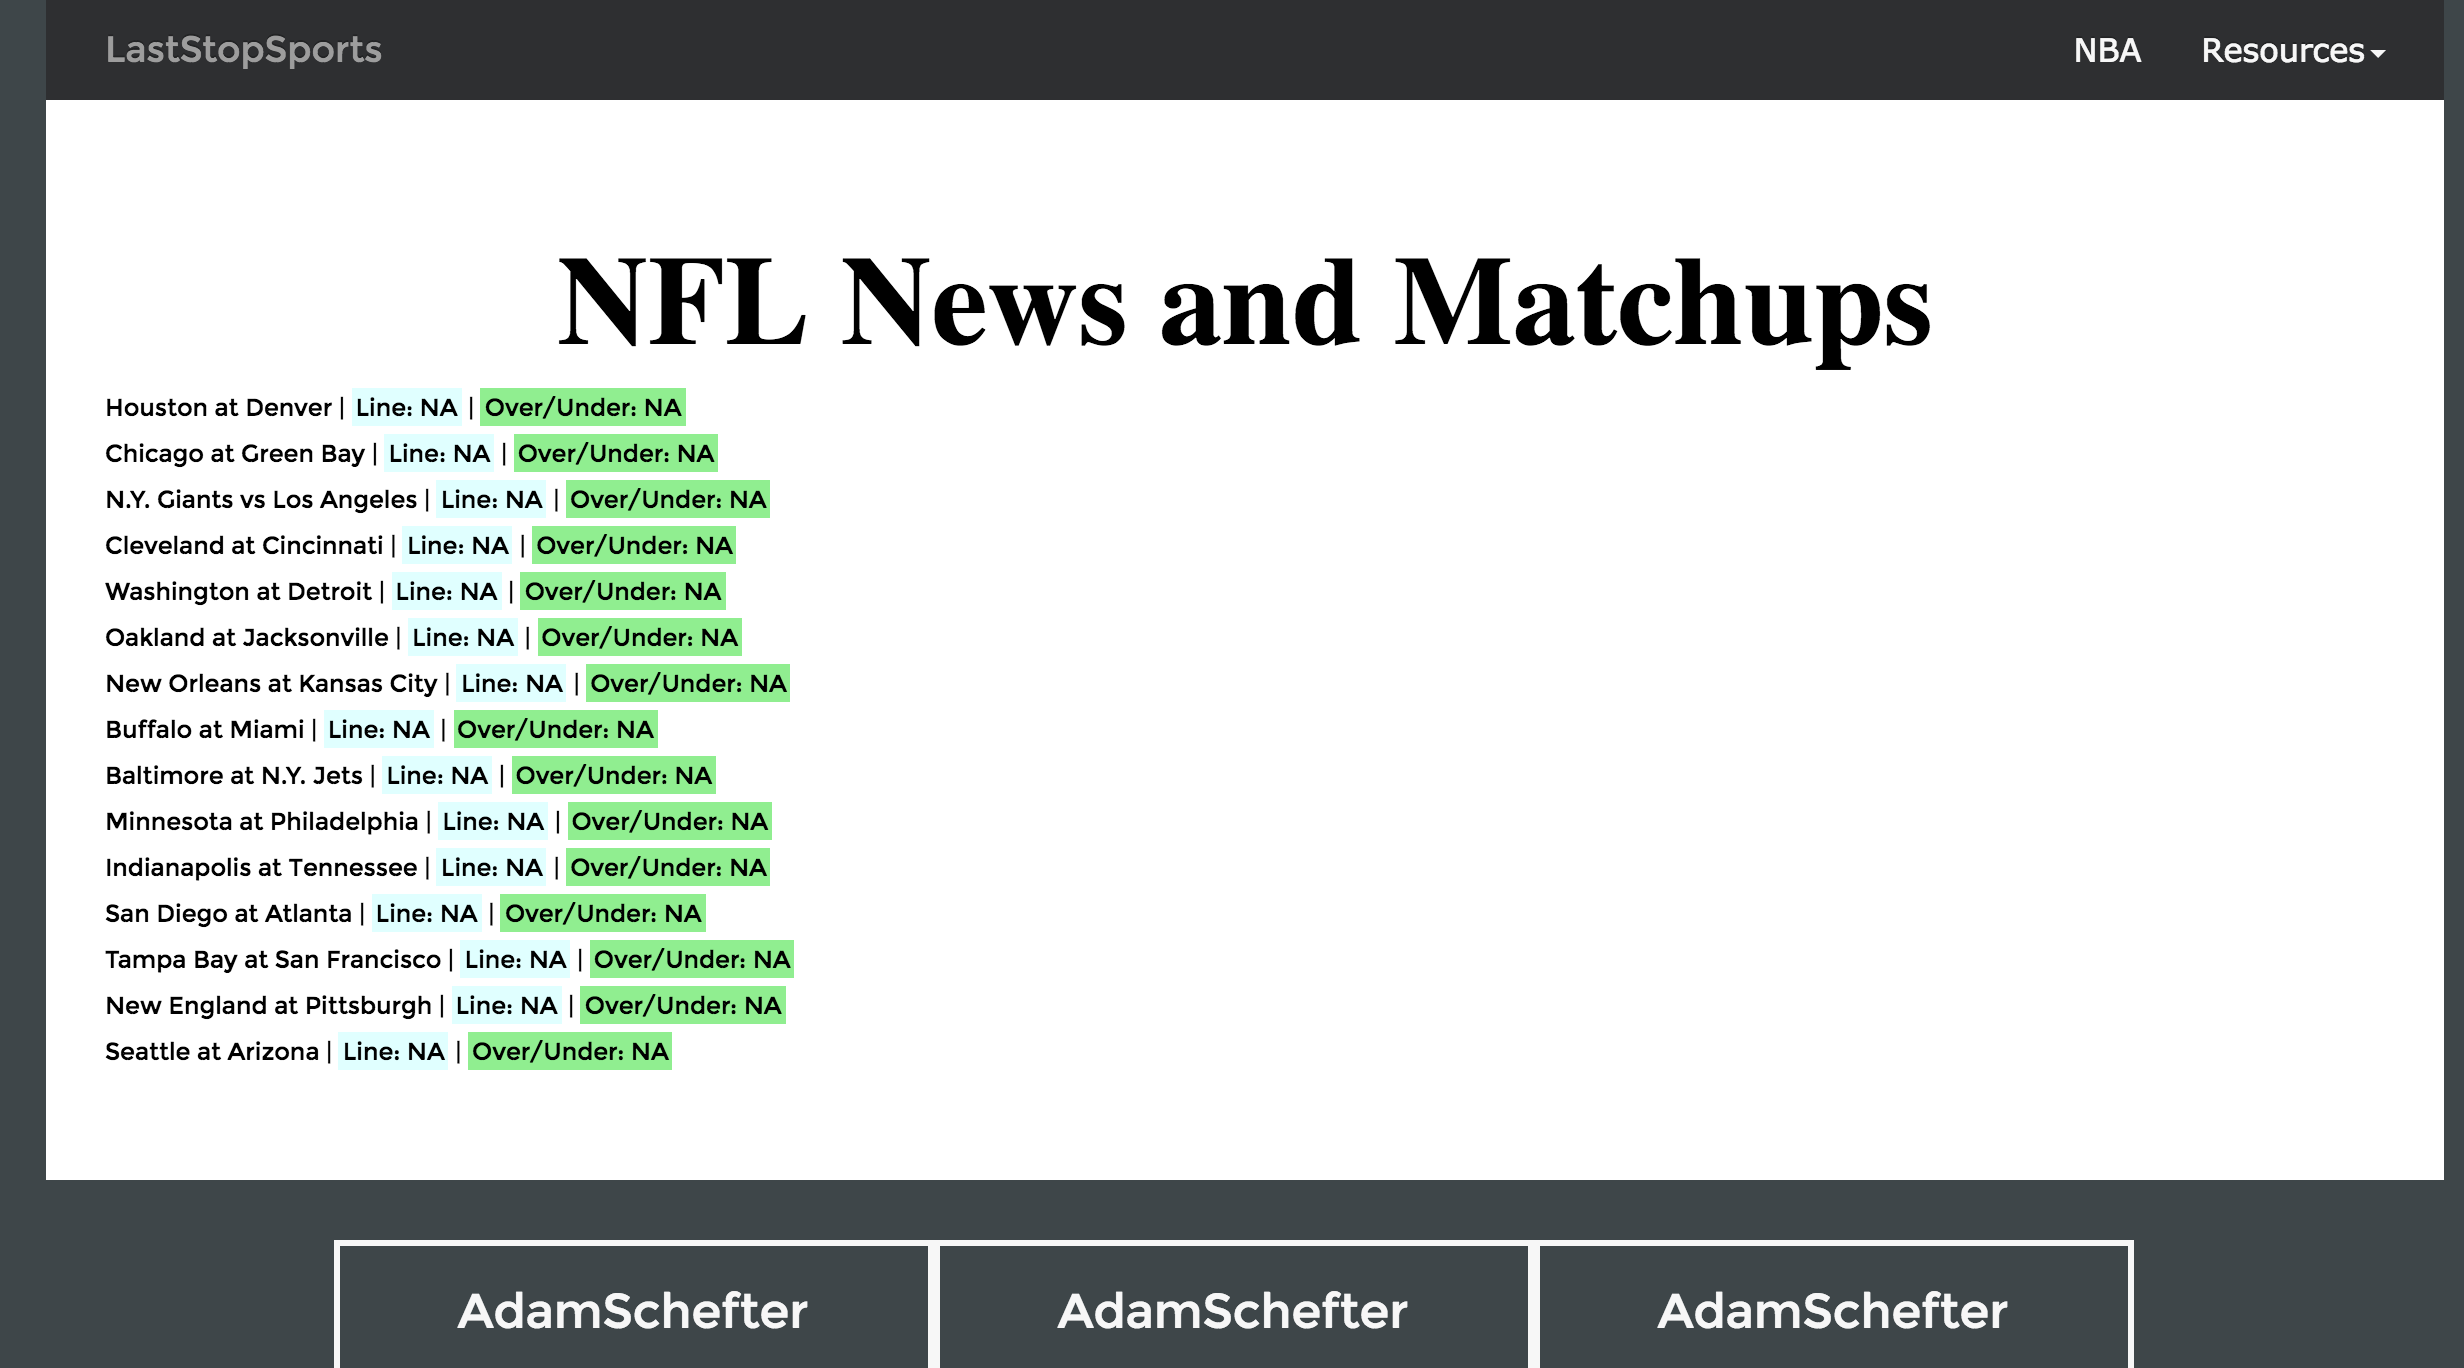 LastStopSports NBA Resources
NFL News and Matchups
Houston at Denver | Line: NA | Over/Under: NA
Chicago at Green Bay | Line: NA | Over/Under: NA
N.Y. Giants vs Los Angeles | Line: NA | Over/Under: NA
Cleveland at Cincinnati | Line: NA | Over/Under: NA
Washington at Detroit | Line: NA | Over/Under: NA
Oakland at Jacksonville | Line: NA | Over/Under: NA
New Orleans at Kansas City | Line: NA | Over/Under: NA
Buffalo at Miami | Line: NA | Over/Under: NA
Baltimore at N.Y. Jets | Line: NA | Over/Under: NA
Minnesota at Philadelphia | Line: NA | Over/Under: NA
Indianapolis at Tennessee | Line: NA | Over/Under: NA
San Diego at Atlanta | Line: NA | Over/Under: NA
Tampa Bay at San Francisco | Line: NA | Over/Under: NA
New England at Pittsburgh | Line: NA | Over/Under: NA
Seattle at Arizona | Line: NA | Over/Under: NA
AdamSchefter AdamSchefter AdamSchefter